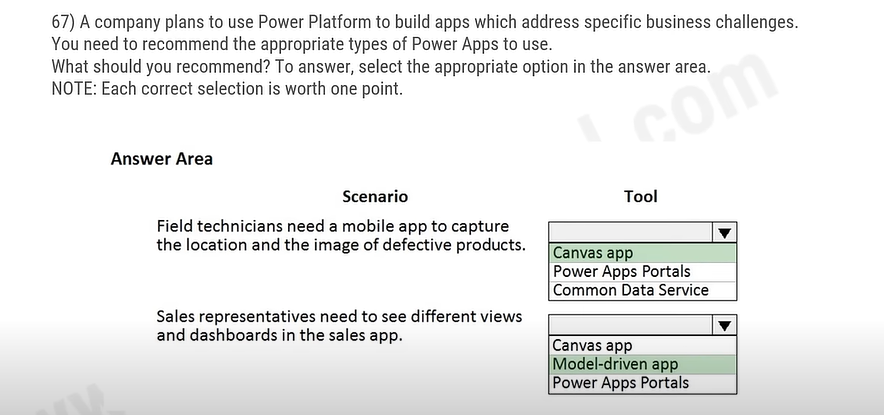 67) A company plans to use Power Platform to build apps which address specific business challenges.
You need to recommend the appropriate types of Power Apps to use.
What should you recommend? To answer, select the appropriate option in the answer area.
NOTE: Each correct selection is worth one point.
.com
Answer Area
Scenario Tool
Field technicians need a mobile app to capture
the location and the image of defective products.
Canvas app
Power Apps Portals
Common Data Service
Sales representatives need to see different views
and dashboards in the sales app.
Canvas app
Model-driven app
Power Apps Portals